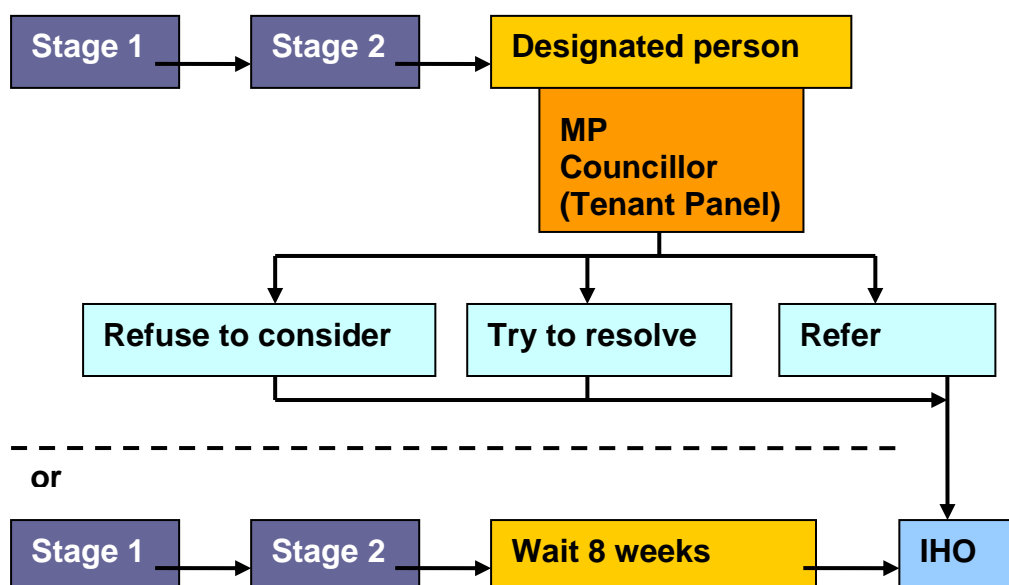 Stage 1
Stage 2
Designated person
MP
Councillor
(Tenant Panel)
Refuse to consider
Try to resolve
Refer
or
Stage 1
Stage 2
Wait 8 weeks
IHO